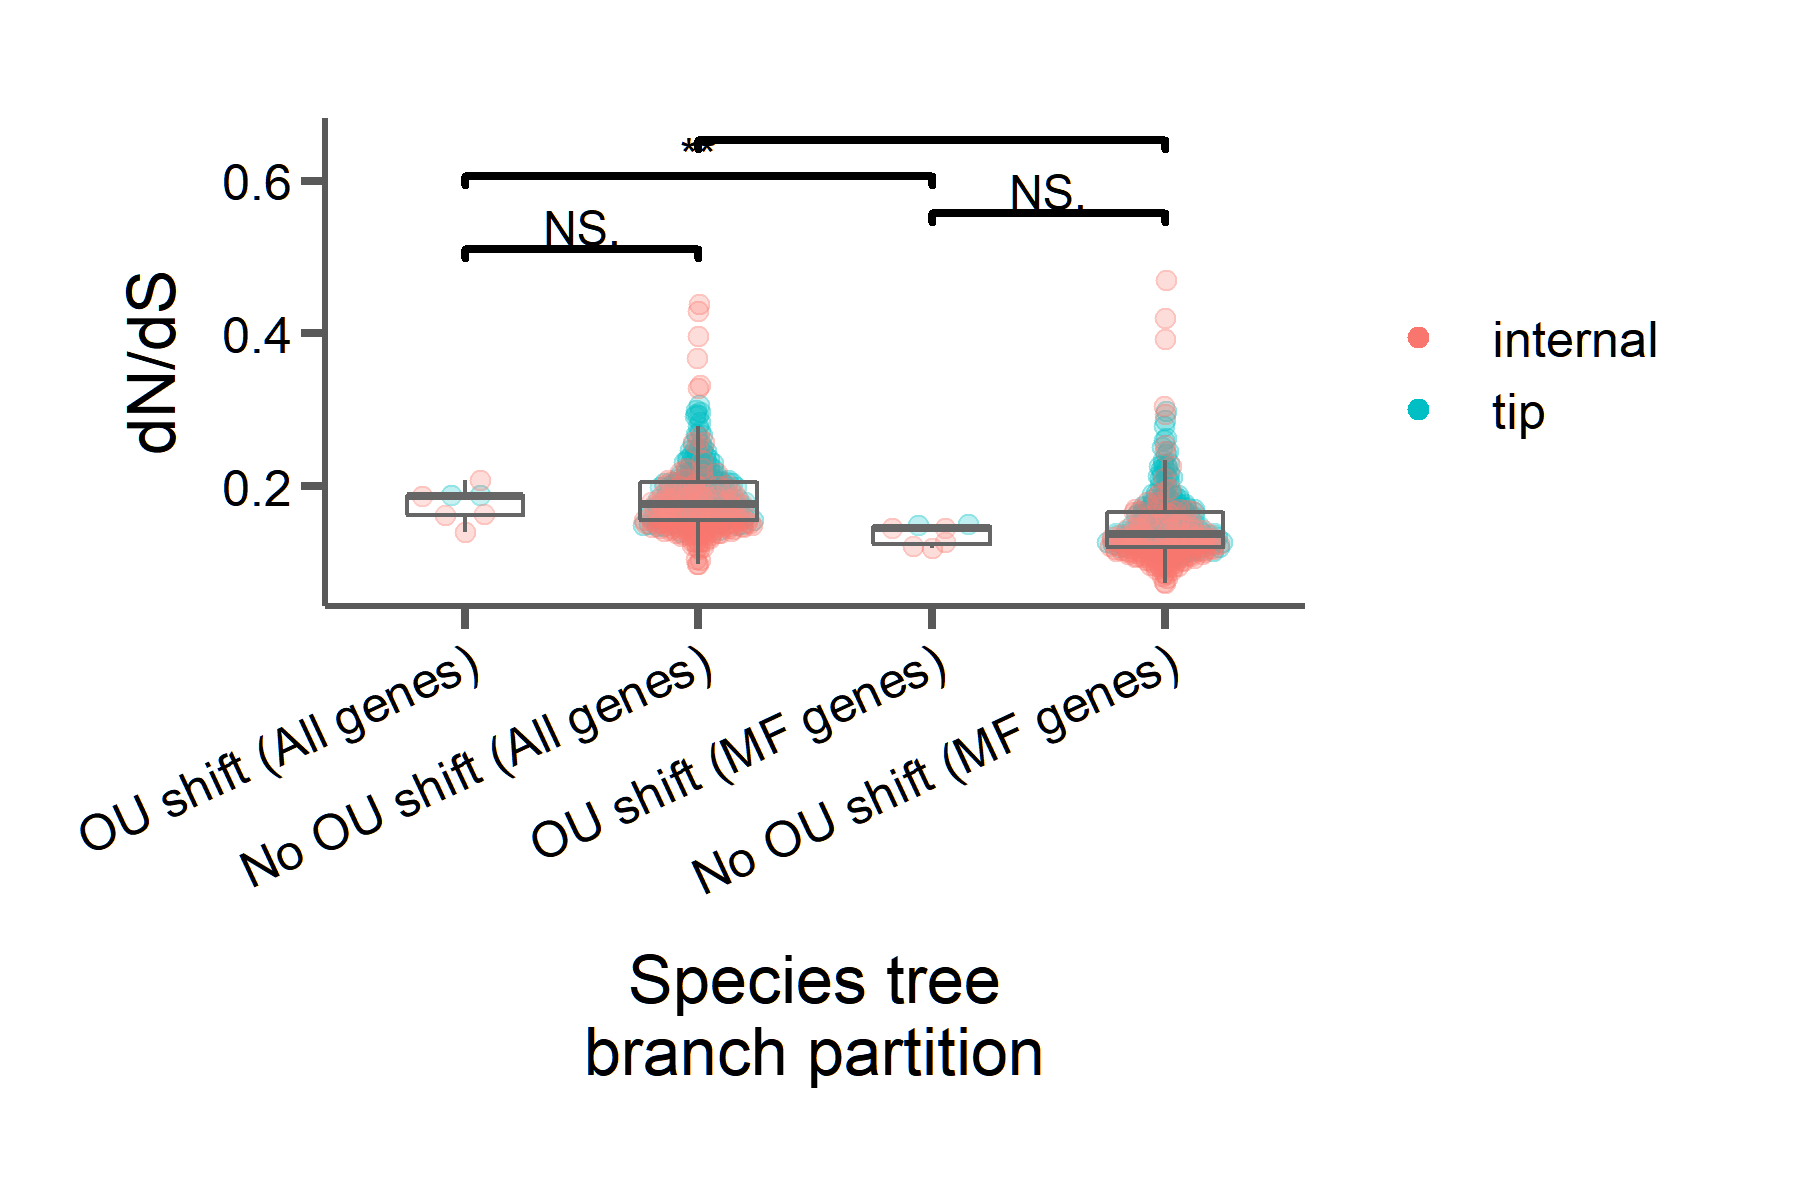 **
0.6
NS.
NS.
0.4
0.2
dN/dS
internal
tip
OU shift (All genes)
No OU shift (All genes)
OU shift (MF genes)
No OU shift (MF genes)
Species tree
branch partition